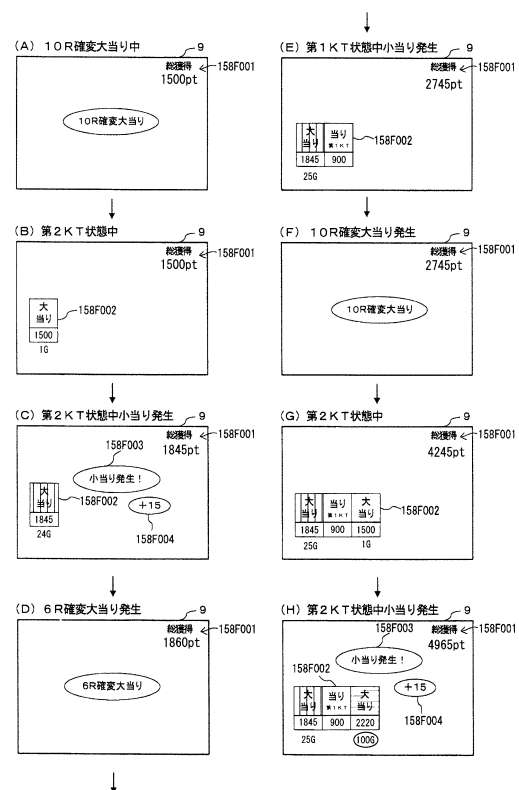 (A) 10R確変大当り中
9
総獲得
158F001
1500pt
10R確変大当り
(B) 第2KT状態中
9
総獲得
158F001
1500pt
大
当り
158F002
1500
1G
(C) 第2KT状態中小当り発生
9
158F003
総獲得
158F001
1845pt
小当り発生!
大
当り
158F002
+15
1845
158F004
24G
(D) 6R確変大当り発生
9
総獲得
158F001
1860pt
6R確変大当り
(E) 第1KT状態中小当り発生
9
総獲得
158F001
2745pt
大
当り
当り
第1KT
158F002
1845
900
25G
(F) 10R確変大当り発生
9
総獲得
158F001
2745pt
10R確変大当り
(G) 第2KT状態中
9
総獲得
158F001
4245pt
大
当り
当り
第1KT
大
当り
158F002
1845
900
1500
25G
1G
(H) 第2KT状態中小当り発生
9
158F003
総獲得
158F001
4965pt
小当り発生!
158F002
大
当り
当り
第1KT
大
当り
+15
158F004
1845
900
2220
25G
100G